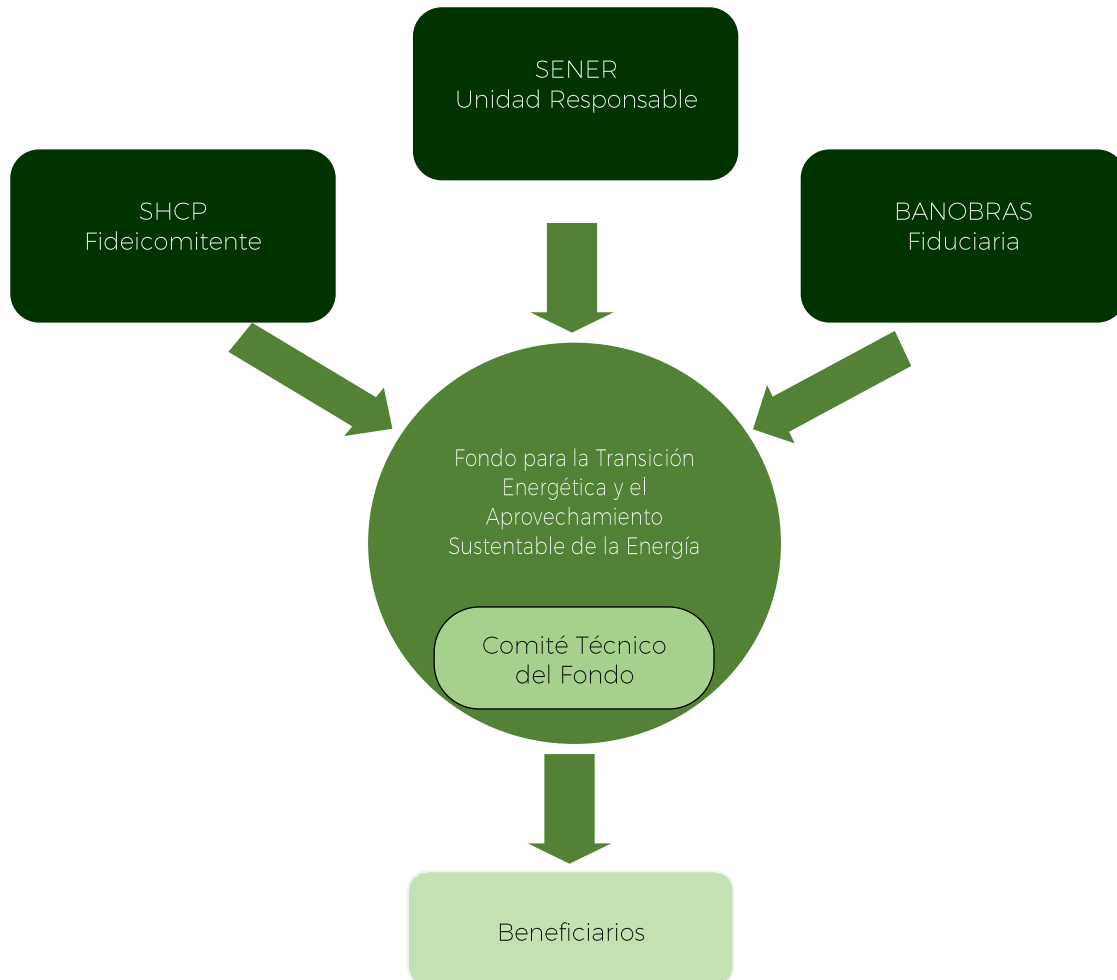 SENER
Unidad Responsable
SHCP
Fideicomitente
BANOBRAS
Fiduciaria
Fondo para la Transición
Energética y el
Aprovechamiento
Sustentable de la Energía
Comité Técnico
del Fondo
Beneficiarios